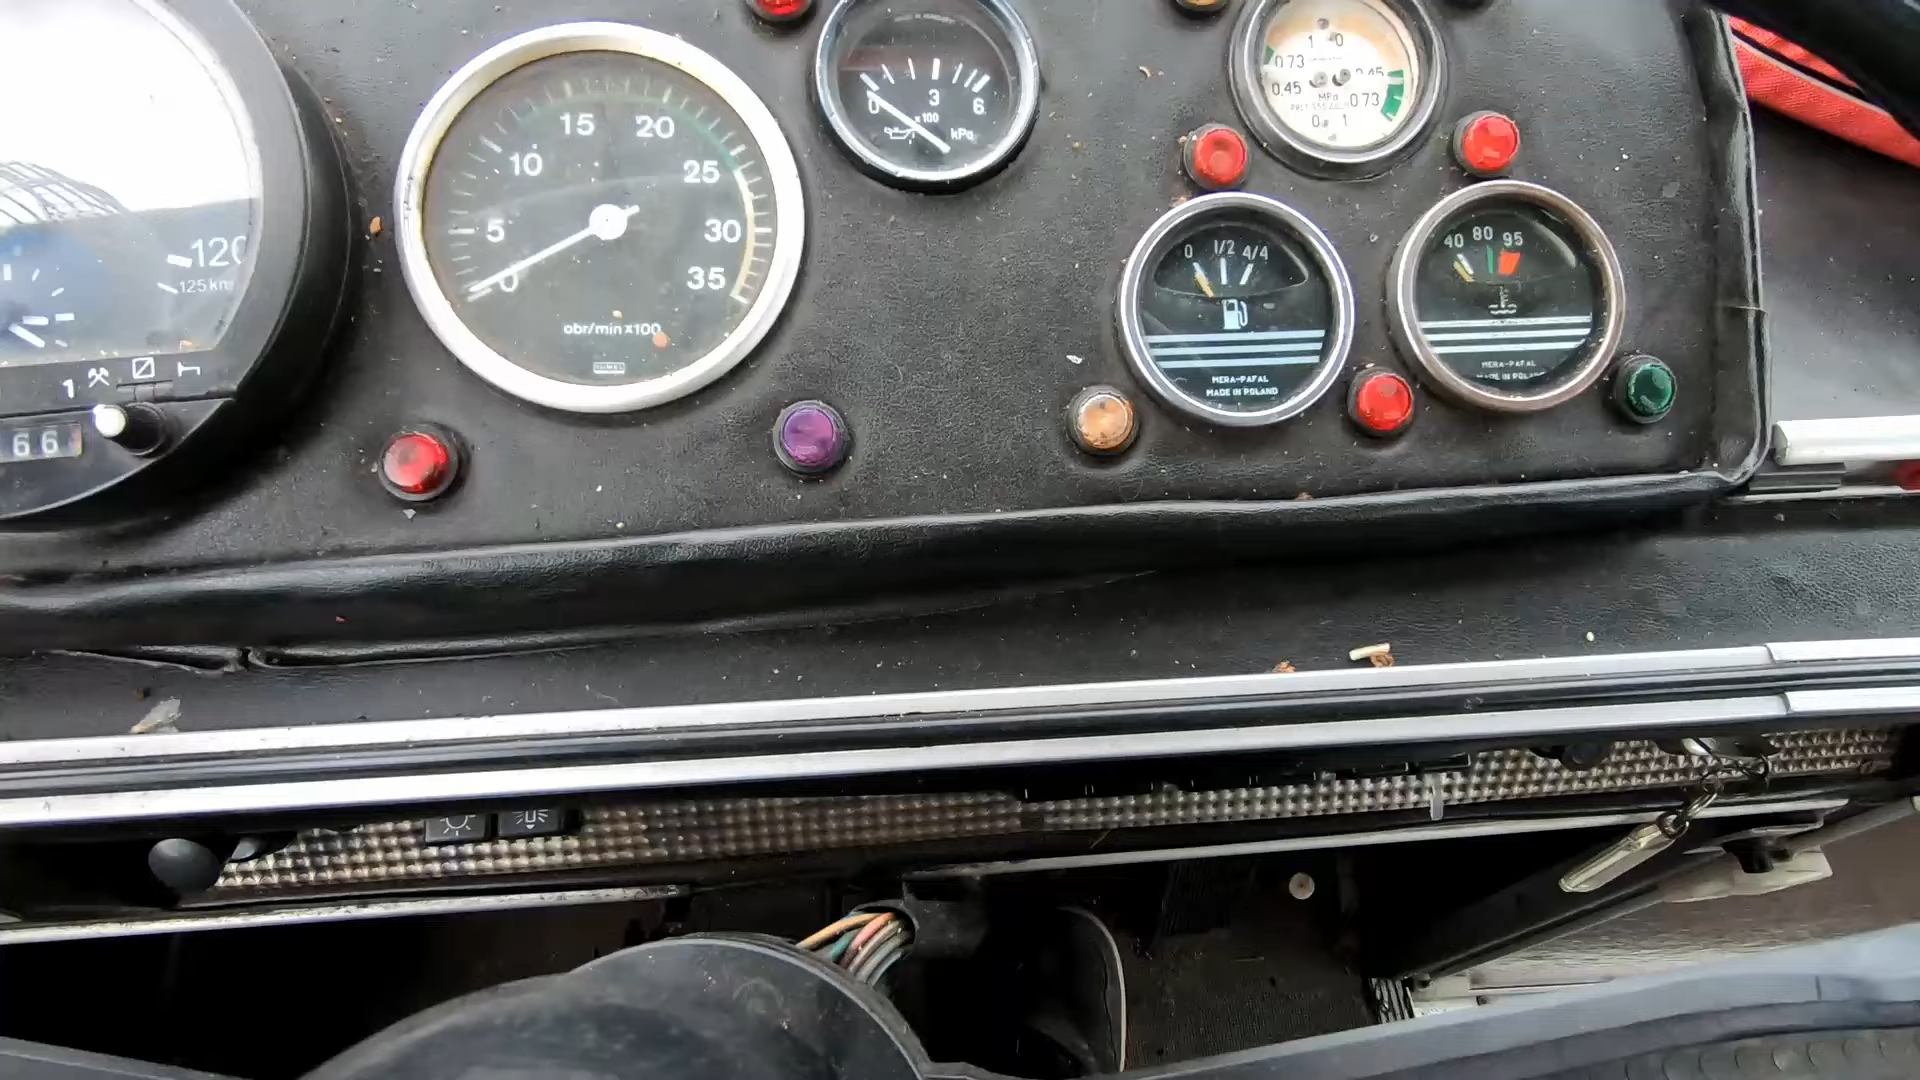 120
125 km
1
66
0
5
10
15
20
25
30
35
obr/min x100
0 3 6
x 100
kPa
1 0
0.73 0.45
0.45 0.73
MPa
0 1
0 1/2 4/4
MERA-PAFAL
MADE IN POLAND
40 80 95
MERA-PAFAL
MADE IN POLAND